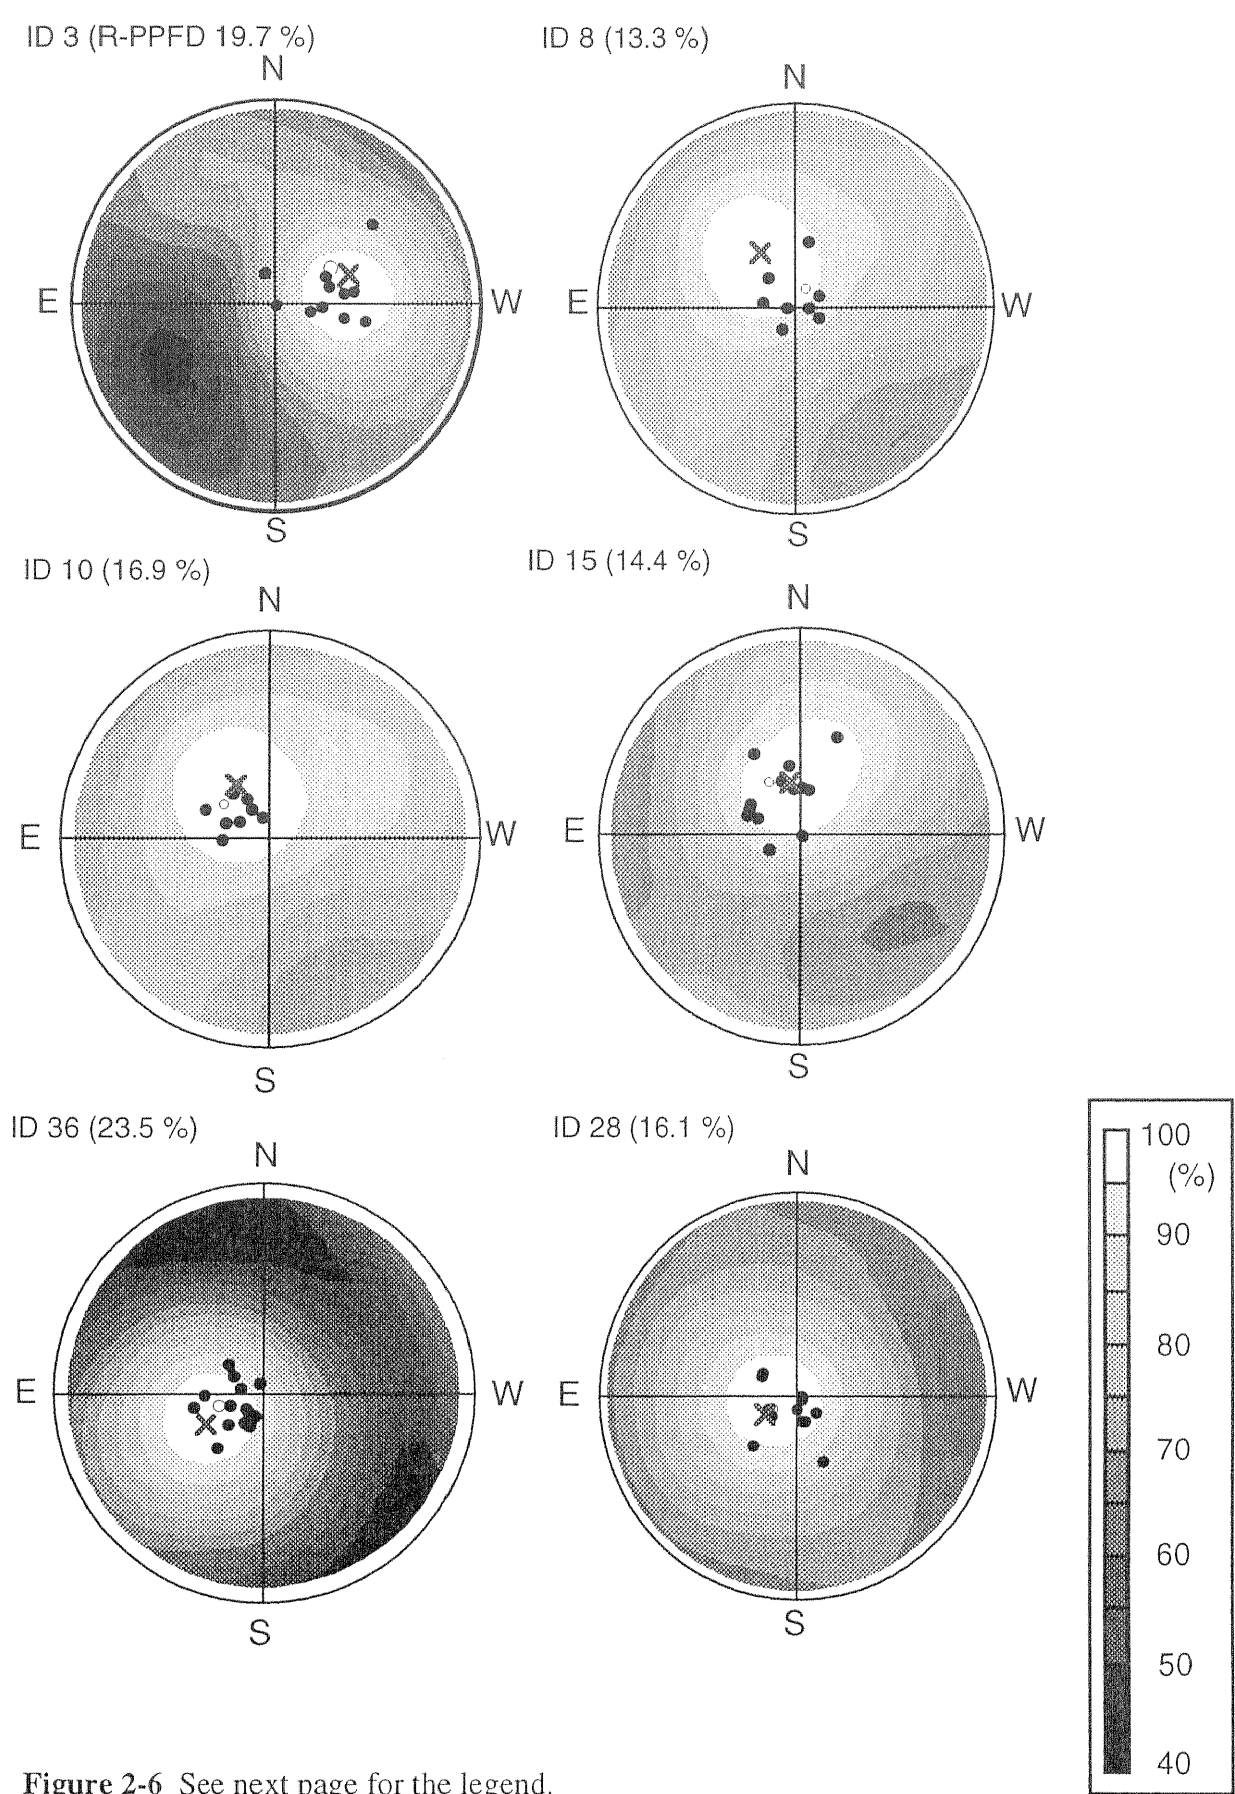 ID 3 (R-PPFD 19.7 %)
N
E
W
S
ID 8 (13.3 %)
N
E
W
S
ID 10 (16.9 %)
N
E
W
S
ID 15 (14.4 %)
N
E
W
S
ID 36 (23.5 %)
N
E
W
S
ID 28 (16.1 %)
N
E
W
S
100
(%)
90
80
70
60
50
40
Figure 2-6 See next page for the legend.